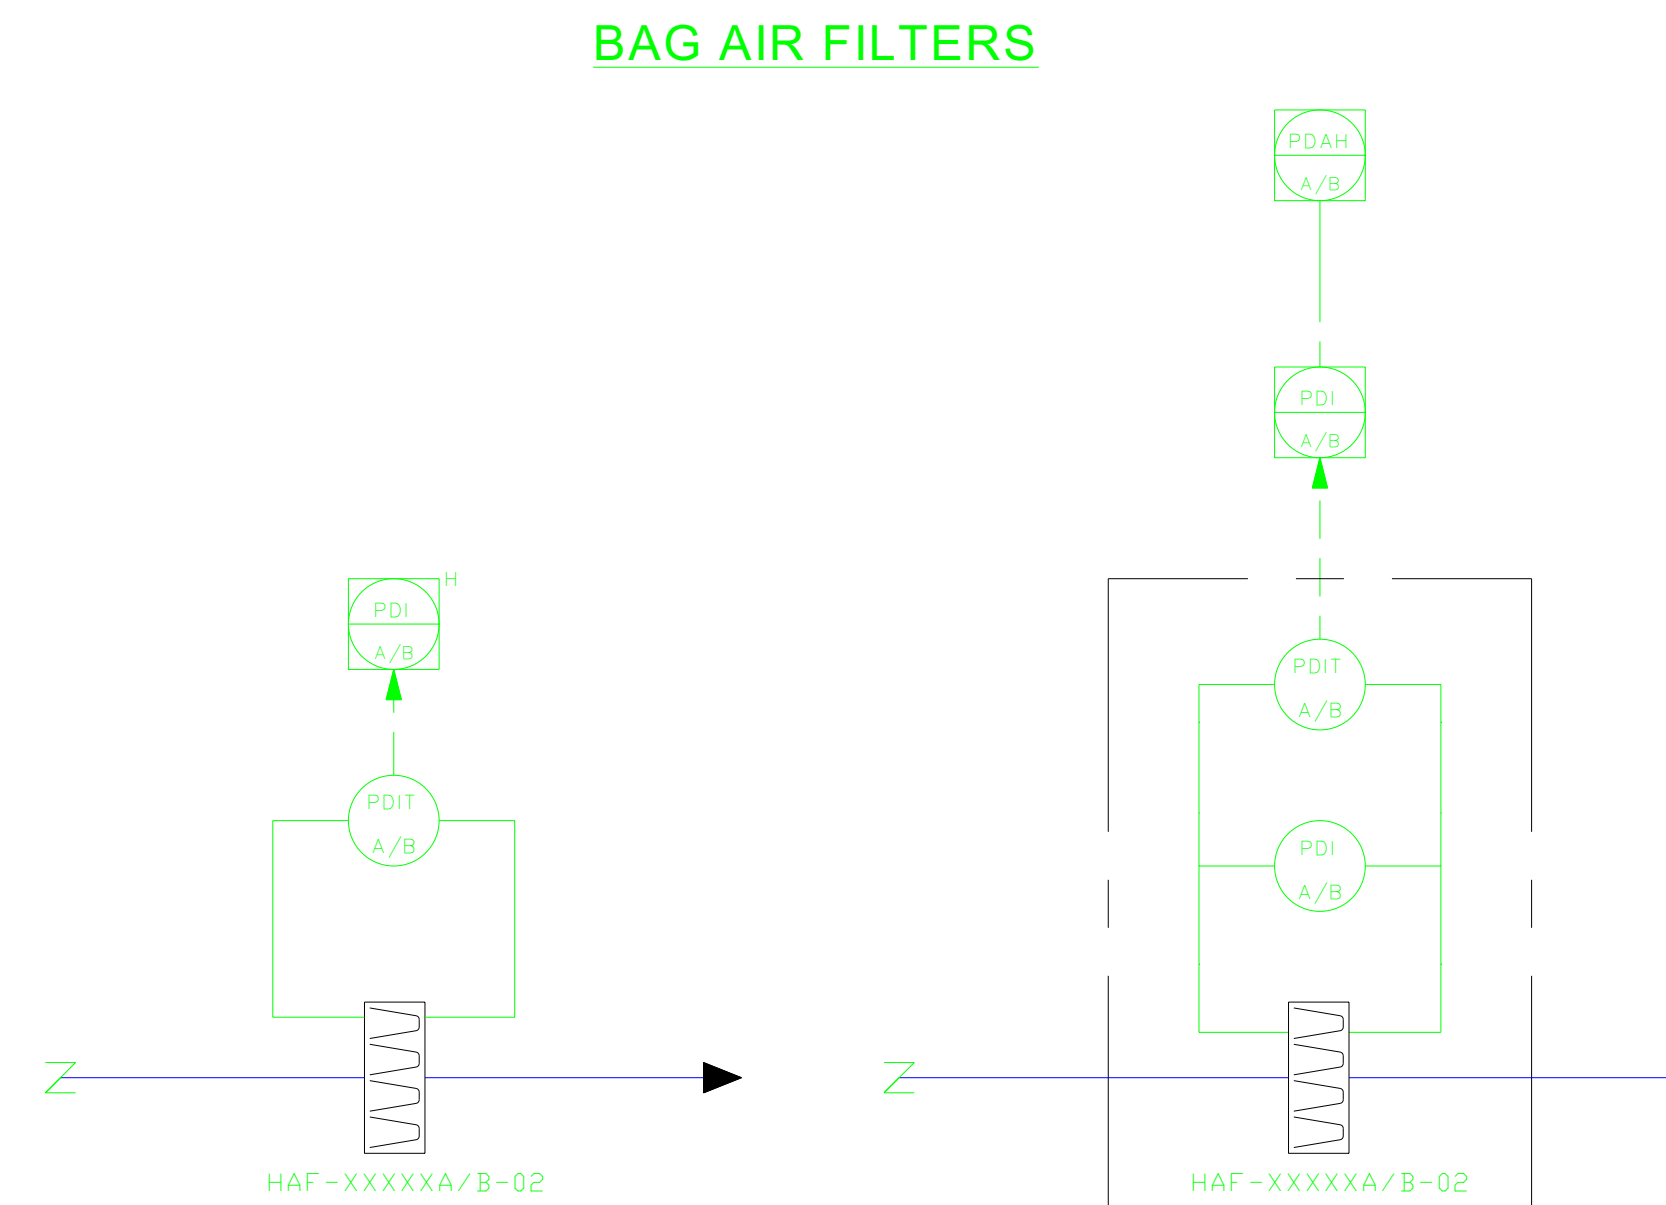 BAG AIR FILTERS
PDAH
A/B
PDI
A/B
H
PDI
A/B
PDIT
A/B
PDIT
A/B
PDI
A/B
Z
Z
HAF-XXXXXA/B-02
HAF-XXXXXA/B-02